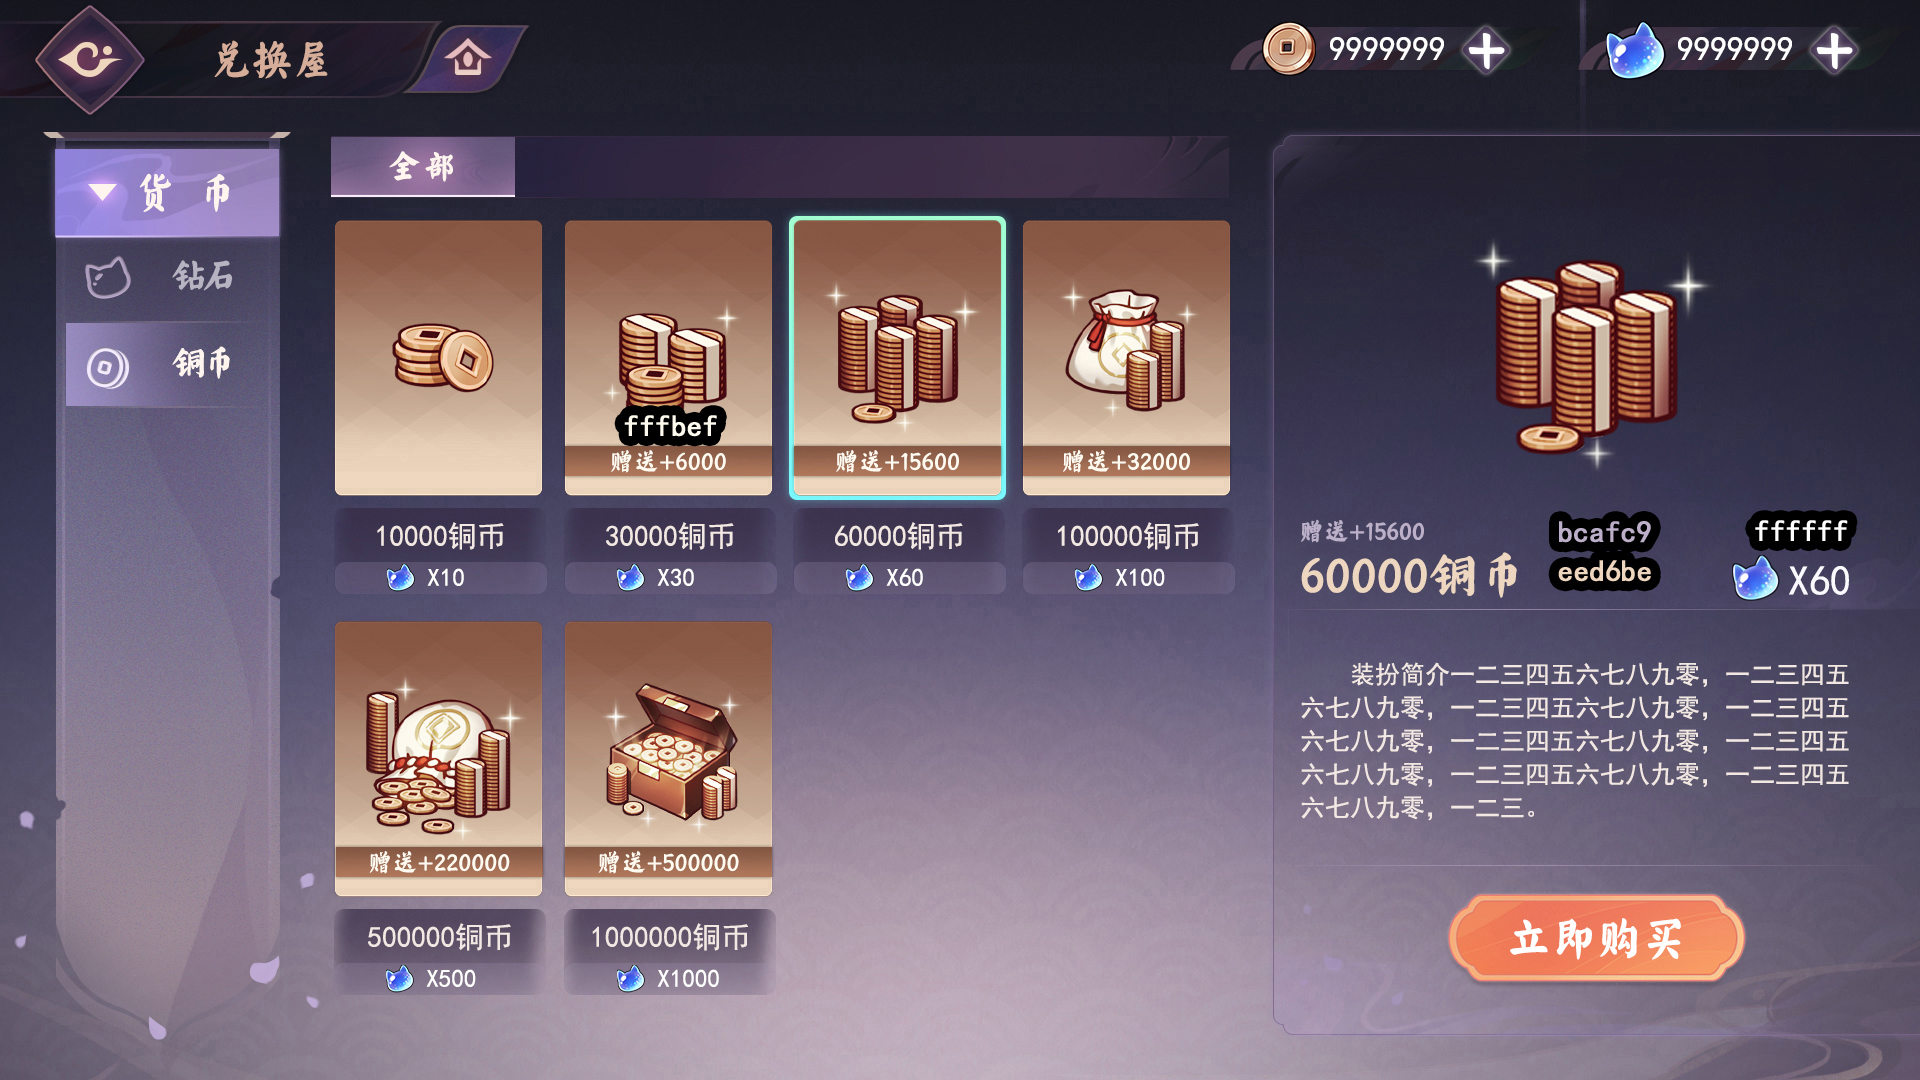 兑换屋
9999999
9999999
货 币
钻石
铜币
全部
fffbef
赠送+6000
赠送+15600
赠送+32000
10000铜币
30000铜币
60000铜币
100000铜币
X10
X30
X60
X100
赠送+220000
赠送+500000
500000铜币
1000000铜币
X500
X1000
赠送+15600
bcafc9
ffffff
60000铜币
eed6be
X60
装扮简介一二三四五六七八九零，一二三四五
六七八九零，一二三四五六七八九零，一二三四五
六七八九零，一二三四五六七八九零，一二三四五
六七八九零，一二三四五六七八九零，一二三四五
六七八九零，一二三。
立即购买